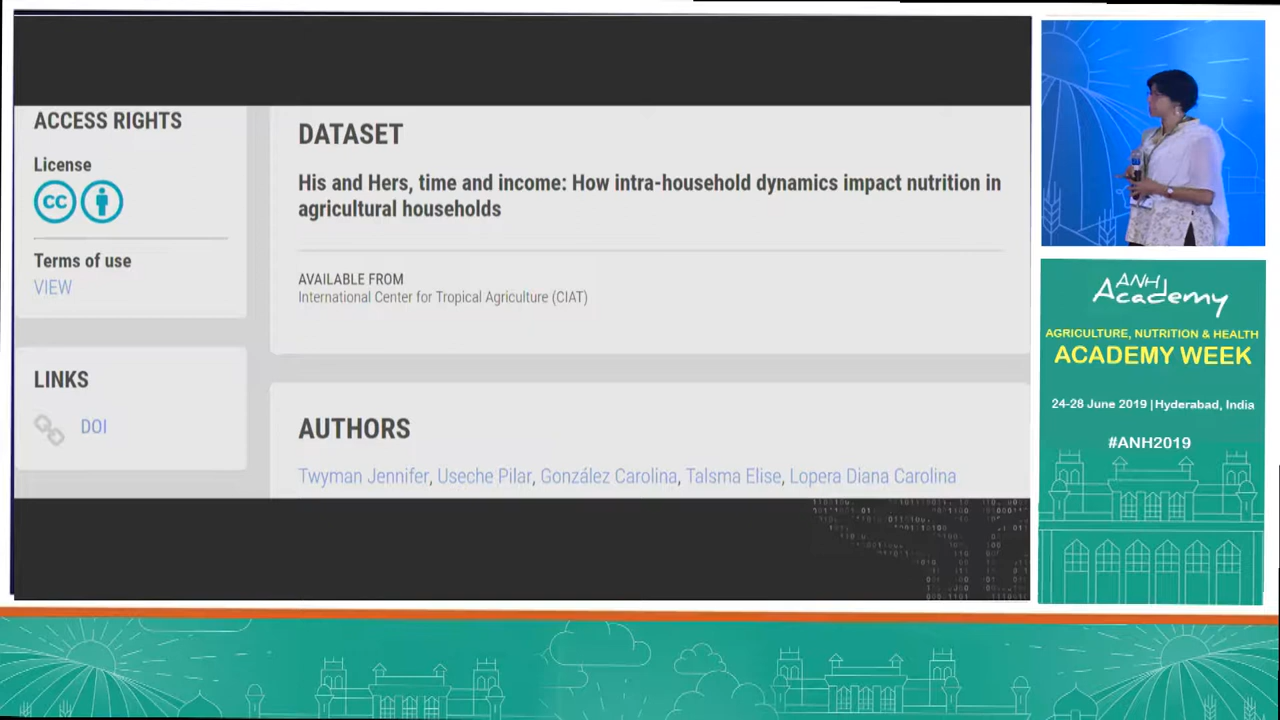 ACCESS RIGHTS
License
CC
Terms of use
VIEW
LINKS
DOI
DATASET
His and Hers, time and income: How intra-household dynamics impact nutrition in
agricultural households
AVAILABLE FROM
International Center for Tropical Agriculture (CIAT)
AUTHORS
Twyman Jennifer, Useche Pilar, González Carolina, Talsma Elise, Lopera Diana Carolina
ANH
Academy
AGRICULTURE, NUTRITION & HEALTH
ACADEMY WEEK
24-28 June 2019 | Hyderabad, India
#ANH2019